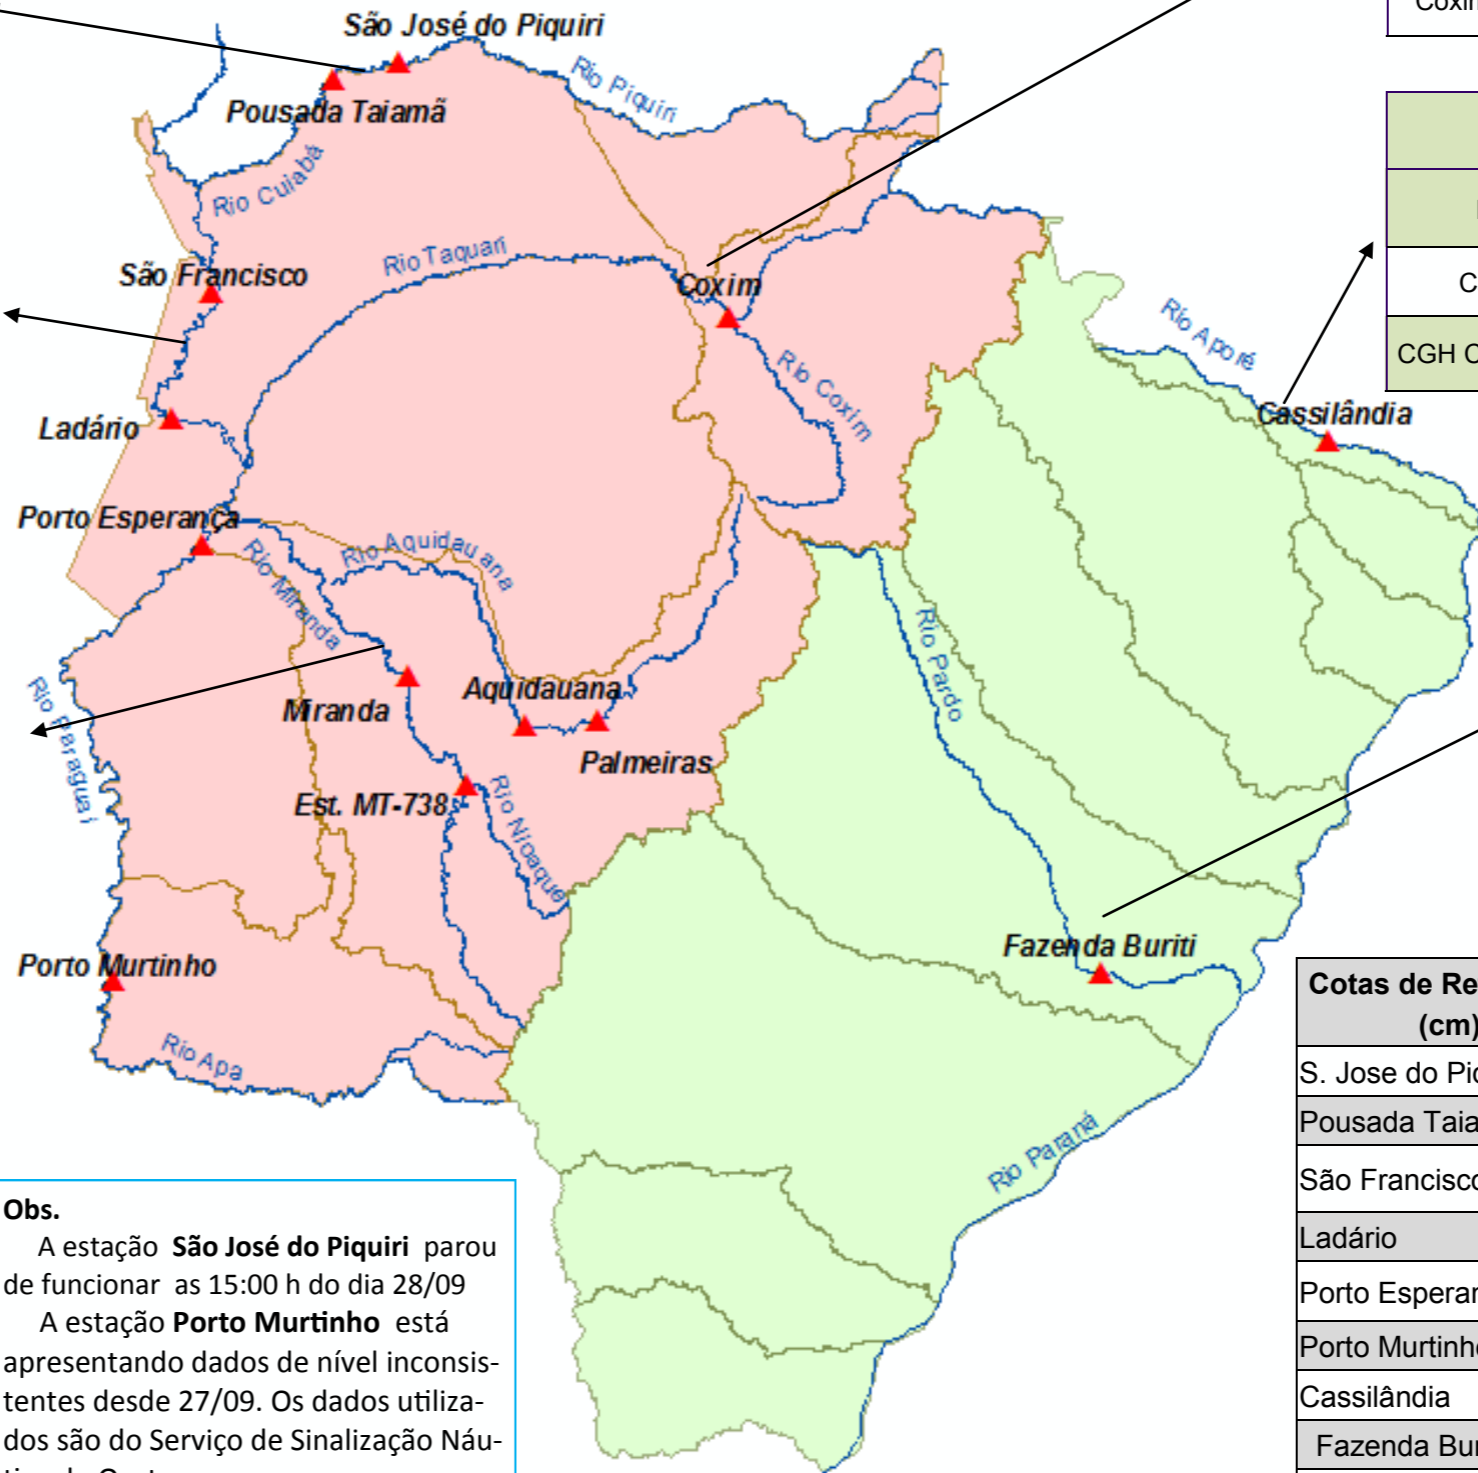 São José do Piquiri
Rio Piquiri
Pousada Taiamã
Rio Cuiabá
São Francisco
Rio Taquari
Coxim
Rio Coxim
Rio Aporé
Cassilândia
CGH C
Ladário
Porto Esperança
Rio Miranda
Rio Aquidauana
Rio Pardo
Rio Paraguai
Miranda
Aquidauana
Palmeiras
Est. MT-738
Rio Nioaque
Porto Murtinho
Rio Apa
Fazenda Buriti
Rio Paraná
Cotas de Re
(cm)
S. Jose do Pi
Pousada Taia
São Francisco
Ladário
Porto Espera
Porto Murtinh
Cassilândia
Fazenda Bu
Obs.
A estação São José do Piquiri parou
de funcionar as 15:00 h do dia 28/09
A estação Porto Murtinho está
apresentando dados de nível inconsis-
tentes desde 27/09. Os dados utiliza-
dos são do Serviço de Sinalização Náu-